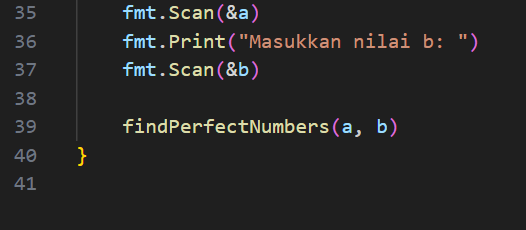 35 fmt.Scan(&a)
36 fmt.Print("Masukkan nilai b: ")
37 fmt.Scan(&b)
38
39 findPerfectNumbers(a, b)
40 }
41